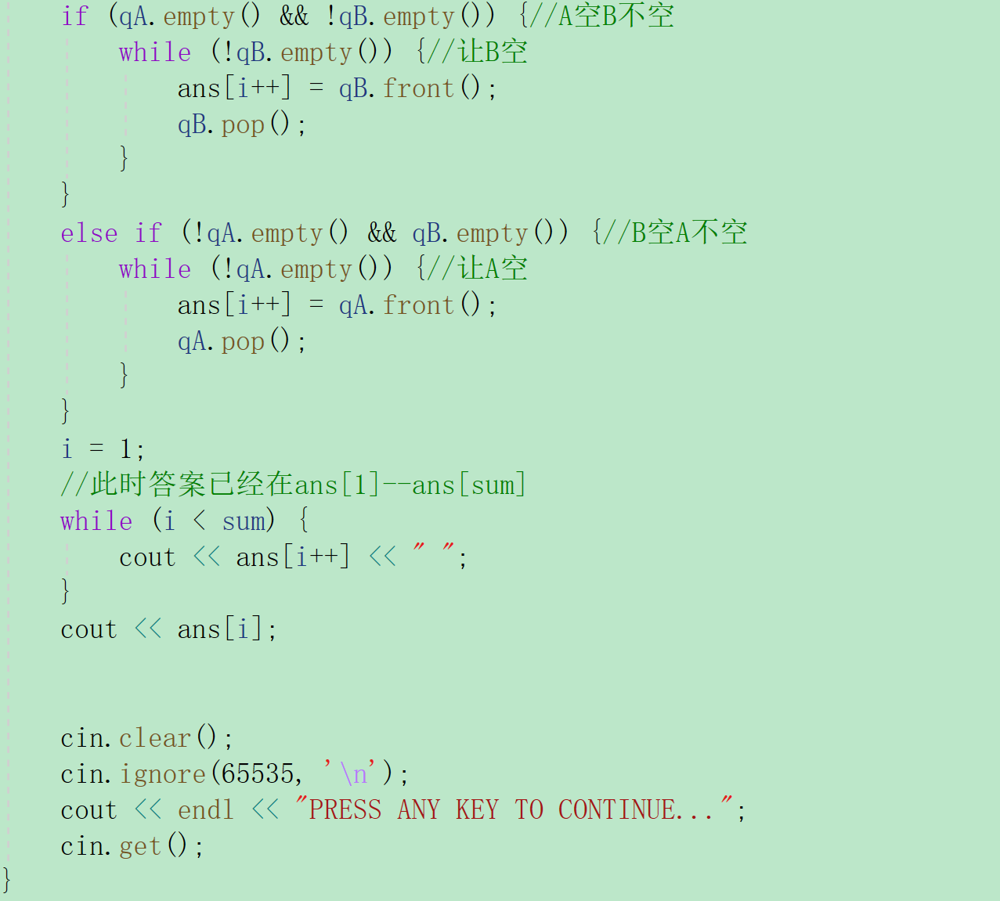 if (qA.empty() && !qB.empty()) {//A空B不空
while (!qB.empty()) {//让B空
ans[i++] = qB.front();
qB.pop();
}
}
else if (!qA.empty() && qB.empty()) {//B空A不空
while (!qA.empty()) {//让A空
ans[i++] = qA.front();
qA.pop();
}
}
i = 1;
//此时答案已经在ans[1]--ans[sum]
while (i < sum) {
cout << ans[i++] << " ";
}
cout << ans[i];
cin.clear();
cin.ignore(65535, '\n');
cout << endl << "PRESS ANY KEY TO CONTINUE...";
cin.get();
}